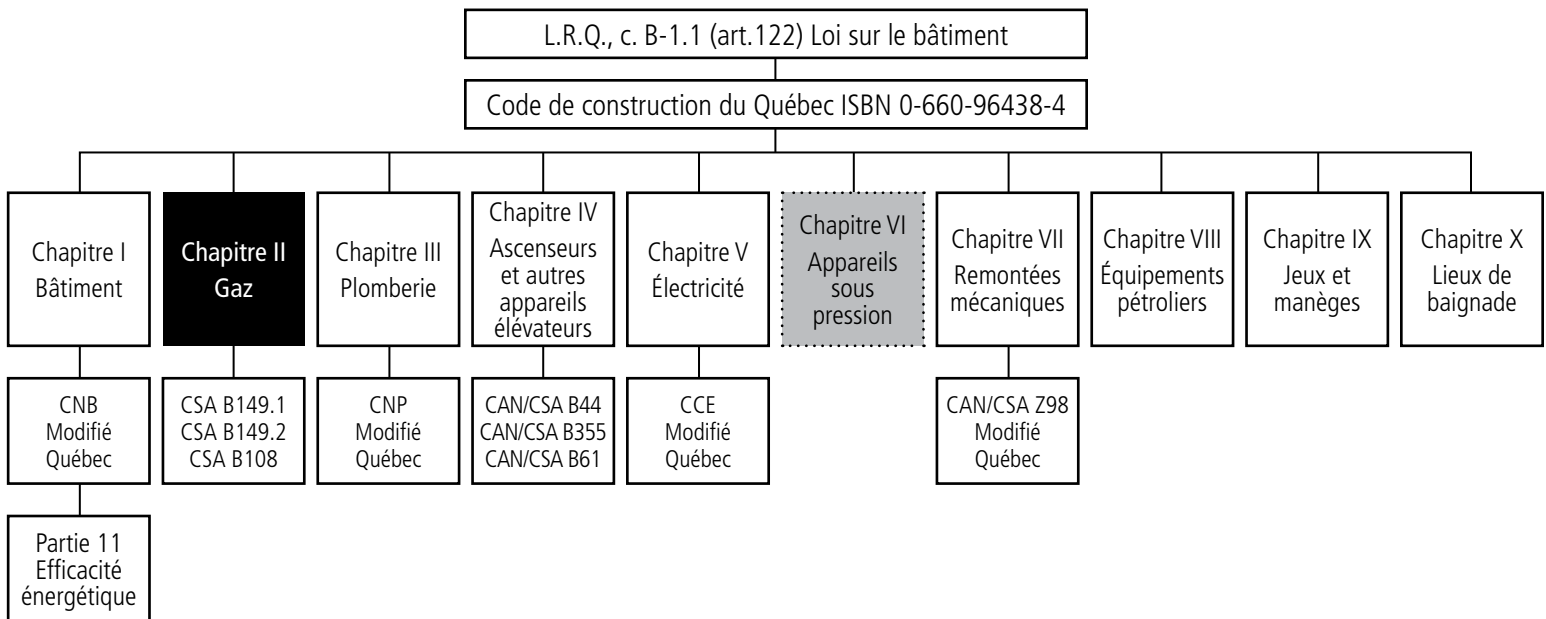 L.R.Q., c. B-1.1 (art.122) Loi sur le bâtiment
Code de construction du Québec ISBN 0-660-96438-4
Chapitre I
Bâtiment
Chapitre II
Gaz
Chapitre III
Plomberie
Chapitre IV
Ascenseurs
et autres
appareils
élévateurs
Chapitre V
Électricité
Chapitre VI
Appareils
sous
pression
Chapitre VII
Remontées
mécaniques
Chapitre VIII
Équipements
pétroliers
Chapitre IX
Jeux et
manèges
Chapitre X
Lieux de
baignade
CNB
Modifié
Québec
CSA B149.1
CSA B149.2
CSA B108
CNP
Modifié
Québec
CAN/CSA B44
CAN/CSA B355
CAN/CSA B61
CCE
Modifié
Québec
CAN/CSA Z98
Modifié
Québec
Partie 11
Efficacité
énergétique